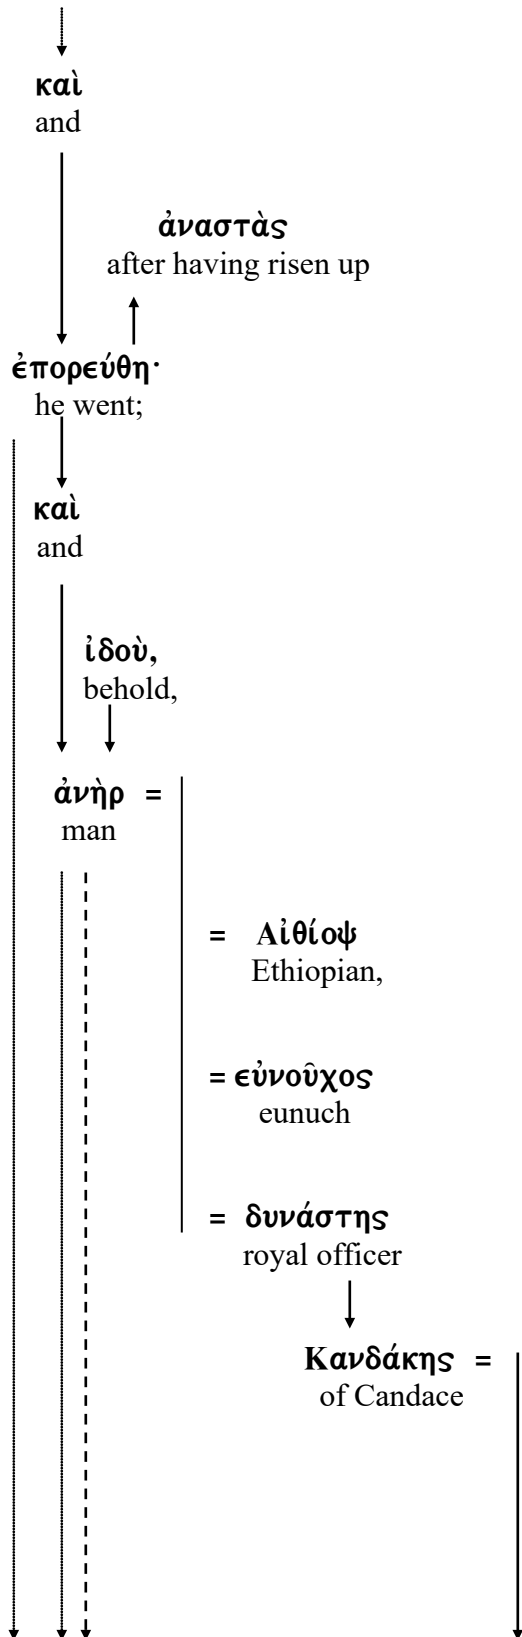 καὶ
and
ἀναστὰς
after having risen up
ἐπορεύθη·
he went;
καὶ
and
ἰδοὺ,
behold,
ἀνὴρ =
man
= Αἰθίοψ
Ethiopian,
= εὐνοῦχος
eunuch
= δυνάστης
royal officer
Κανδάκης =
of Candace